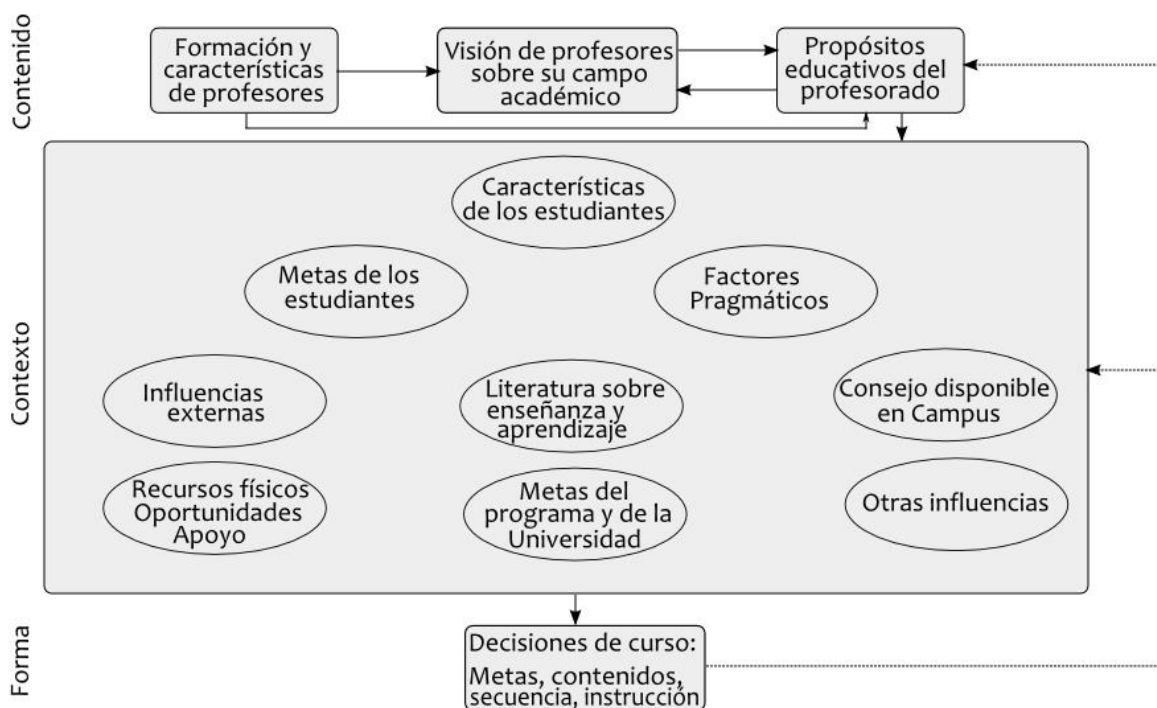 Contenido
Formación y
características
de profesores
Visión de profesores
sobre su campo
académico
Propósitos
educativos del
profesorado
Contexto
Características
de los estudiantes
Metas de los
estudiantes
Factores
Pragmáticos
Influencias
externas
Literatura sobre
enseñanza y
aprendizaje
Consejo disponible
en Campus
Recursos físicos
Oportunidades
Apoyo
Metas del
programa y de la
Universidad
Otras influencias
Forma
Decisiones de curso:
Metas, contenidos,
secuencia, instrucción